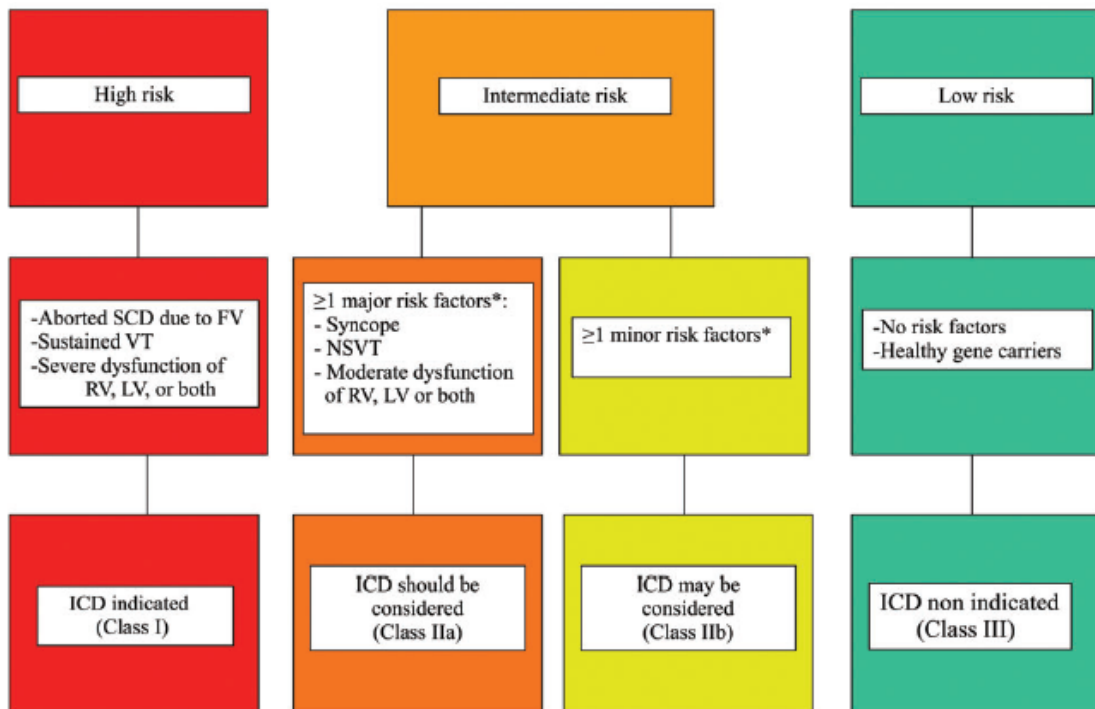 High risk
Intermediate risk
Low risk
-Aborted SCD due to FV
-Sustained VT
-Severe dysfunction of
RV, LV, or both
≥1 major risk factors*:
- Syncope
- NSVT
- Moderate dysfunction
of RV, LV or both
≥1 minor risk factors*
-No risk factors
-Healthy gene carriers
ICD indicated
(Class I)
ICD should be
considered
(Class IIa)
ICD may be
considered
(Class IIb)
ICD non indicated
(Class III)